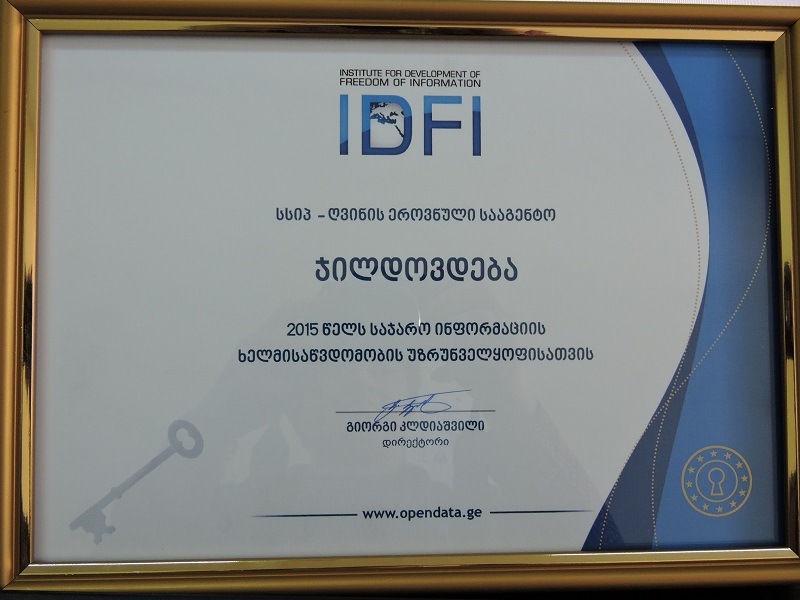 INSTITUTE FOR DEVELOPMENT OF
FREEDOM OF INFORMATION
IDFI
სსიპ - ღვინის ეროვნული სააგენტო
ჯილდოვდება
2015 წელს საჯარო ინფორმაციის
ხელმისაწვდომობის უზრუნველყოფისათვის
გიორგი კლდიაშვილი
დირექტორი
www.opendata.ge